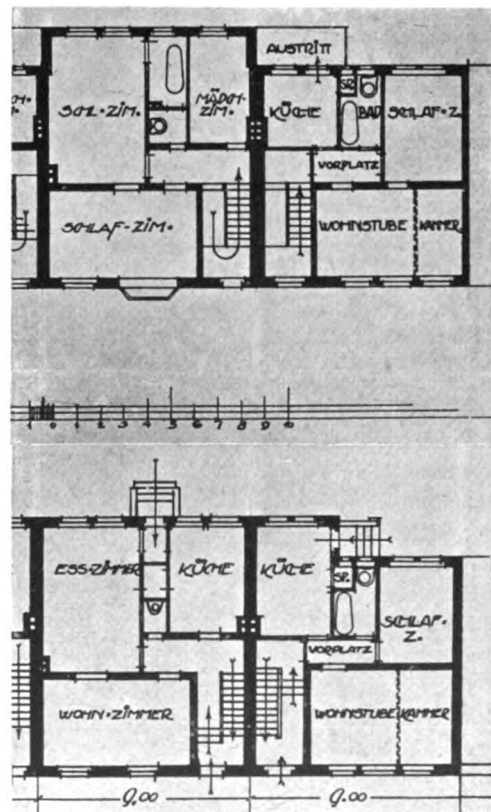 AUSTRITT
SCHL·ZIM.
MÄDCH·ZIM.
KÜCHE
SP.
BAD
SCHLAF·Z.
VORPLATZ
SCHLAF-ZIM.
WOHNSTUBE
KAMMER
1 0 1 2 3 4 5 6 7 8 9 10
ESS-ZIMMER
KÜCHE
KÜCHE
SP.
SCHLAF-
Z.
VORPLATZ
WOHN-ZIMMER
WOHNSTUBE
KAMMER
9,00
9,00